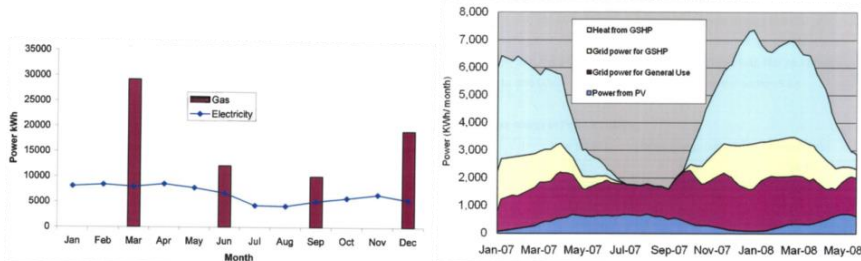 35000
30000
25000
20000
15000
10000
5000
0
Power kWh
Gas
Electricity
Jan Feb Mar Apr May Jun Jul Aug Sep Oct Nov Dec
Month
8,000
7,000
6,000
5,000
4,000
3,000
2,000
1,000
0
Power (KWh/month)
Heat from GSHP
Grid power for GSHP
Grid power for General Use
Power from PV
Jan-07 Mar-07 May-07 Jul-07 Sep-07 Nov-07 Jan-08 Mar-08 May-08